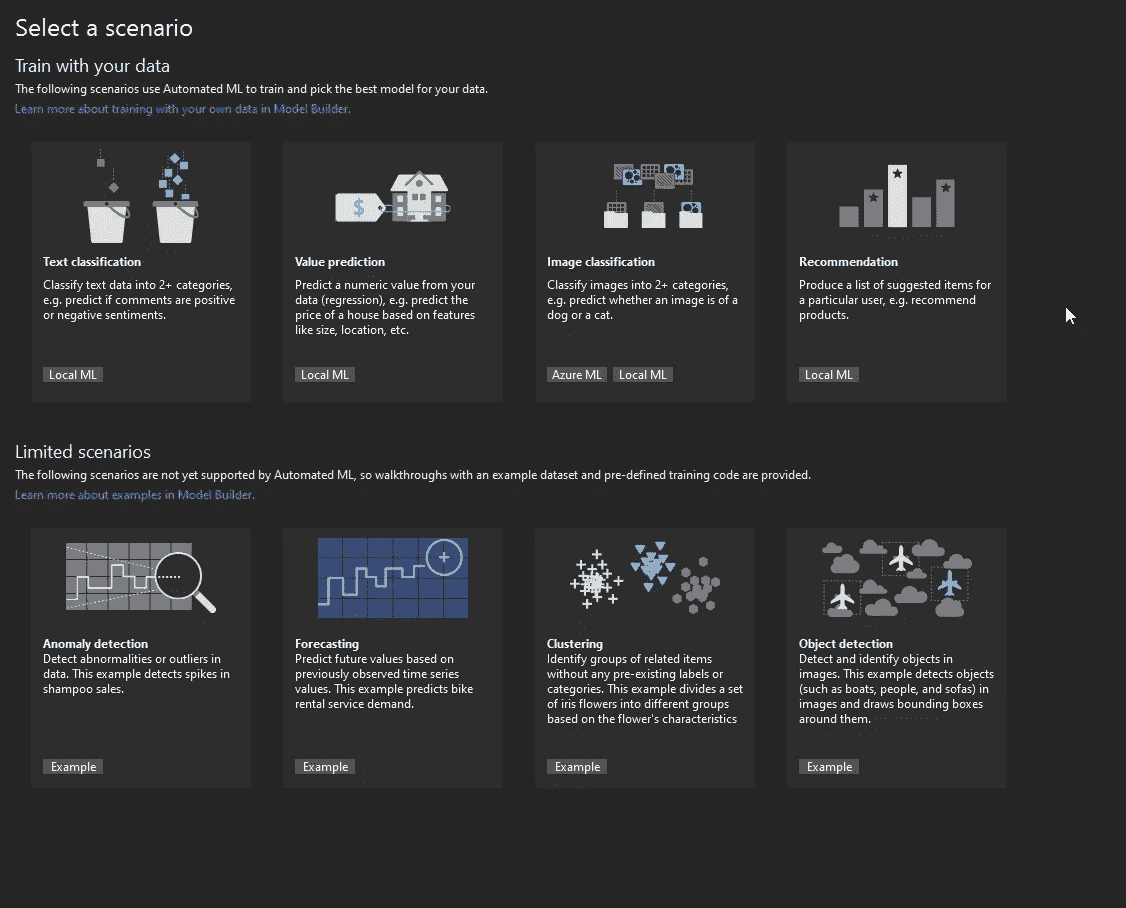 Select a scenario
Train with your data
The following scenarios use Automated ML to train and pick the best model for your data.
Learn more about training with your own data in Model Builder.
$
Text classification
Classify text data into 2+ categories,
e.g. predict if comments are positive
or negative sentiments.
Local ML
Value prediction
Predict a numeric value from your
data (regression), e.g. predict the
price of a house based on features
like size, location, etc.
Local ML
Image classification
Classify images into 2+ categories,
e.g. predict whether an image is of a
dog or a cat.
Azure ML Local ML
Recommendation
Produce a list of suggested items for
a particular user, e.g. recommend
products.
Local ML
Limited scenarios
The following scenarios are not yet supported by Automated ML, so walkthroughs with an example dataset and pre-defined training code are provided.
Learn more about examples in Model Builder.
Anomaly detection
Detect abnormalities or outliers in
data. This example detects spikes in
shampoo sales.
Example
Forecasting
Predict future values based on
previously observed time series
values. This example predicts bike
rental service demand.
Example
Clustering
Identify groups of related items
without any pre-existing labels or
categories. This example divides a set
of iris flowers into different groups
based on the flower's characteristics
Example
Object detection
Detect and identify objects in
images. This example detects objects
(such as boats, people, and sofas) in
images and draws bounding boxes
around them.
Example